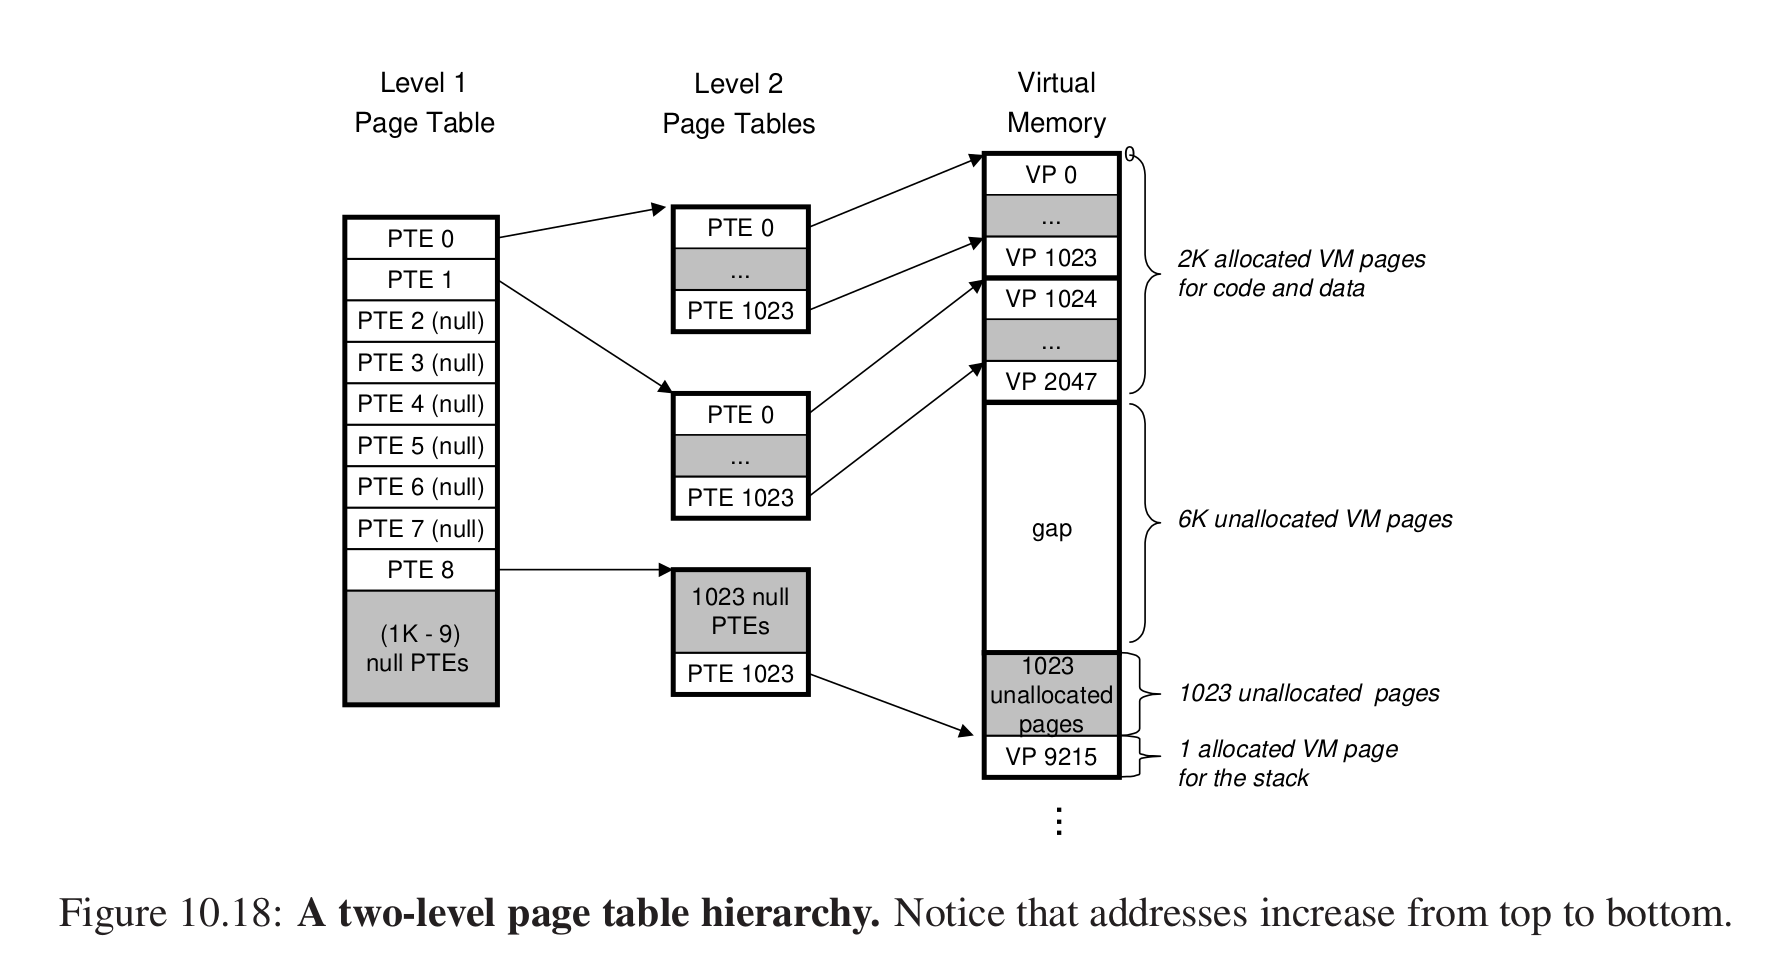 Level 1
Page Table
Level 2
Page Tables
Virtual
Memory
PTE 0
PTE 1
PTE 2 (null)
PTE 3 (null)
PTE 4 (null)
PTE 5 (null)
PTE 6 (null)
PTE 7 (null)
PTE 8
(1K - 9)
null PTEs
PTE 0
...
PTE 1023
PTE 0
...
PTE 1023
1023 null
PTEs
PTE 1023
0
VP 0
...
VP 1023
VP 1024
...
VP 2047
gap
1023
unallocated
pages
VP 9215
2K allocated VM pages
for code and data
6K unallocated VM pages
1023 unallocated pages
1 allocated VM page
for the stack
Figure 10.18: A two-level page table hierarchy. Notice that addresses increase from top to bottom.